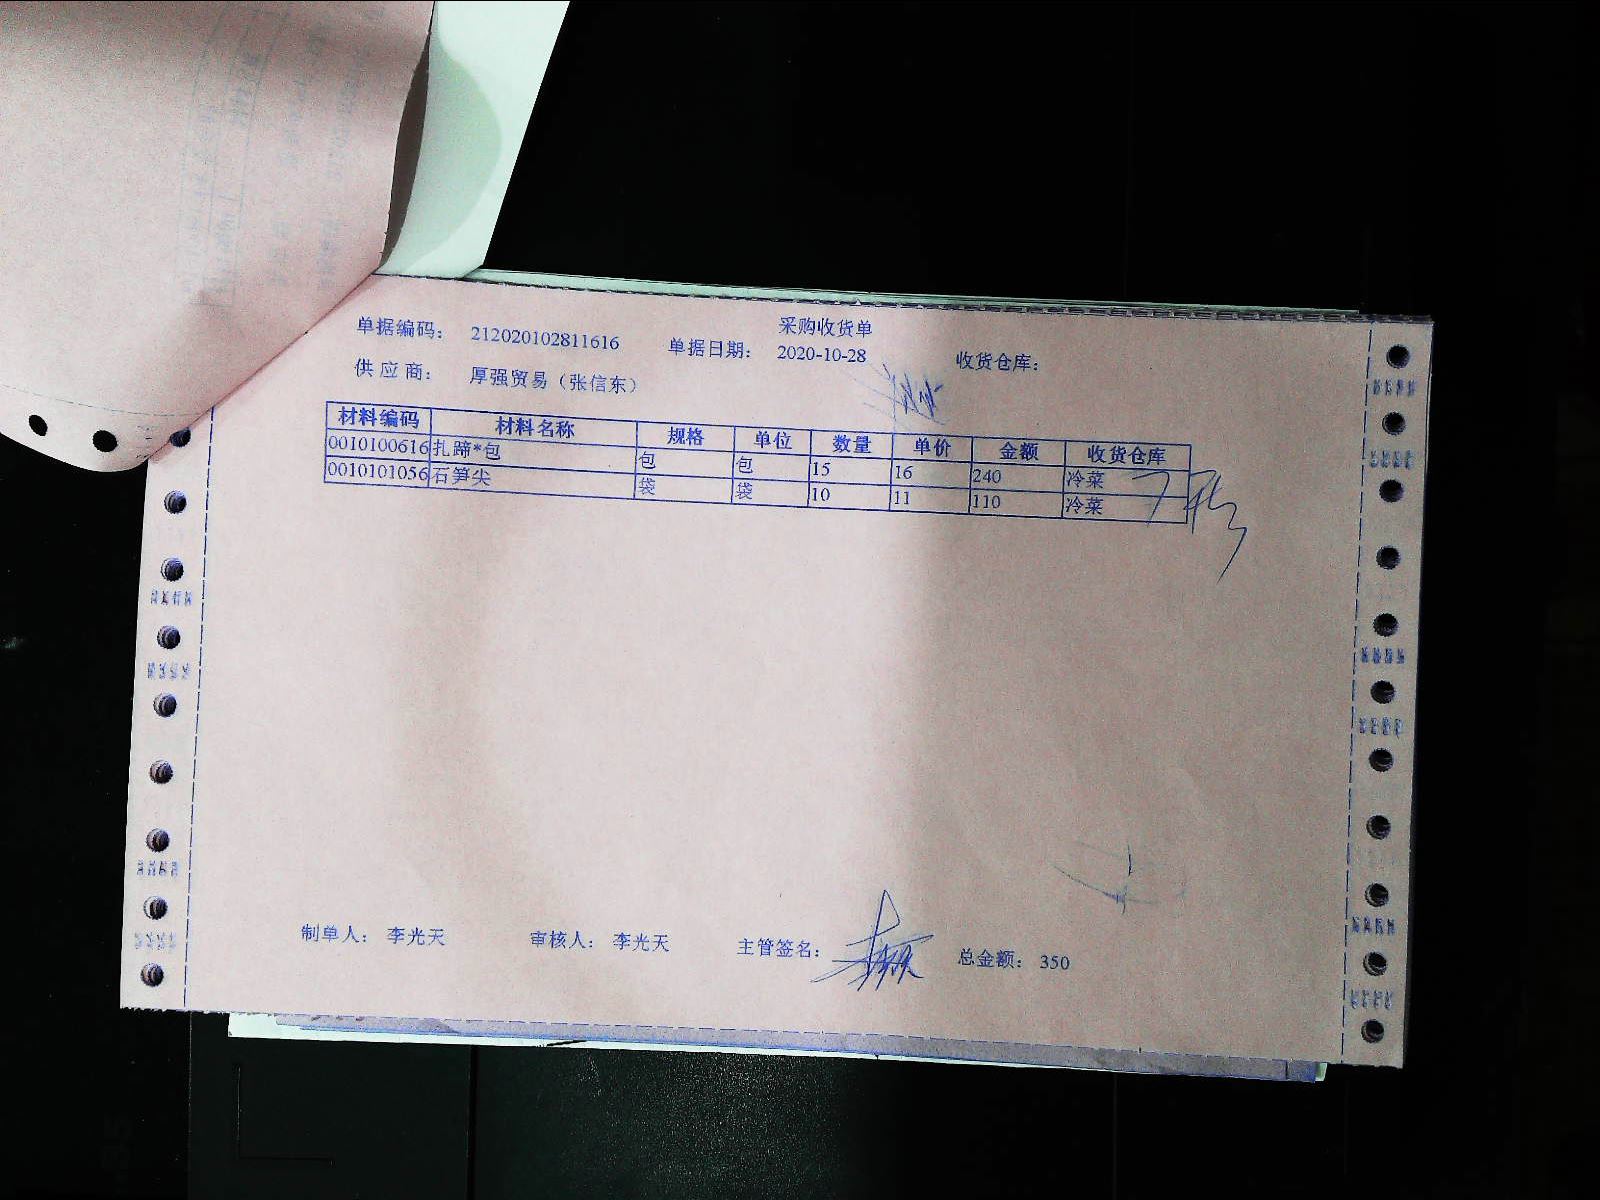 采购收货单
单据编码： 212020102811616 单据日期： 2020-10-28 收货仓库：
供 应 商： 厚强贸易（张信东）
材料编码 材料名称 规格 单位 数量 单价 金额 收货仓库
0010100616 扎蹄*包 包 包 15 16 240 冷菜
0010101056 石笋尖 袋 袋 10 11 110 冷菜
制单人： 李光天 审核人： 李光天 主管签名： 总金额： 350